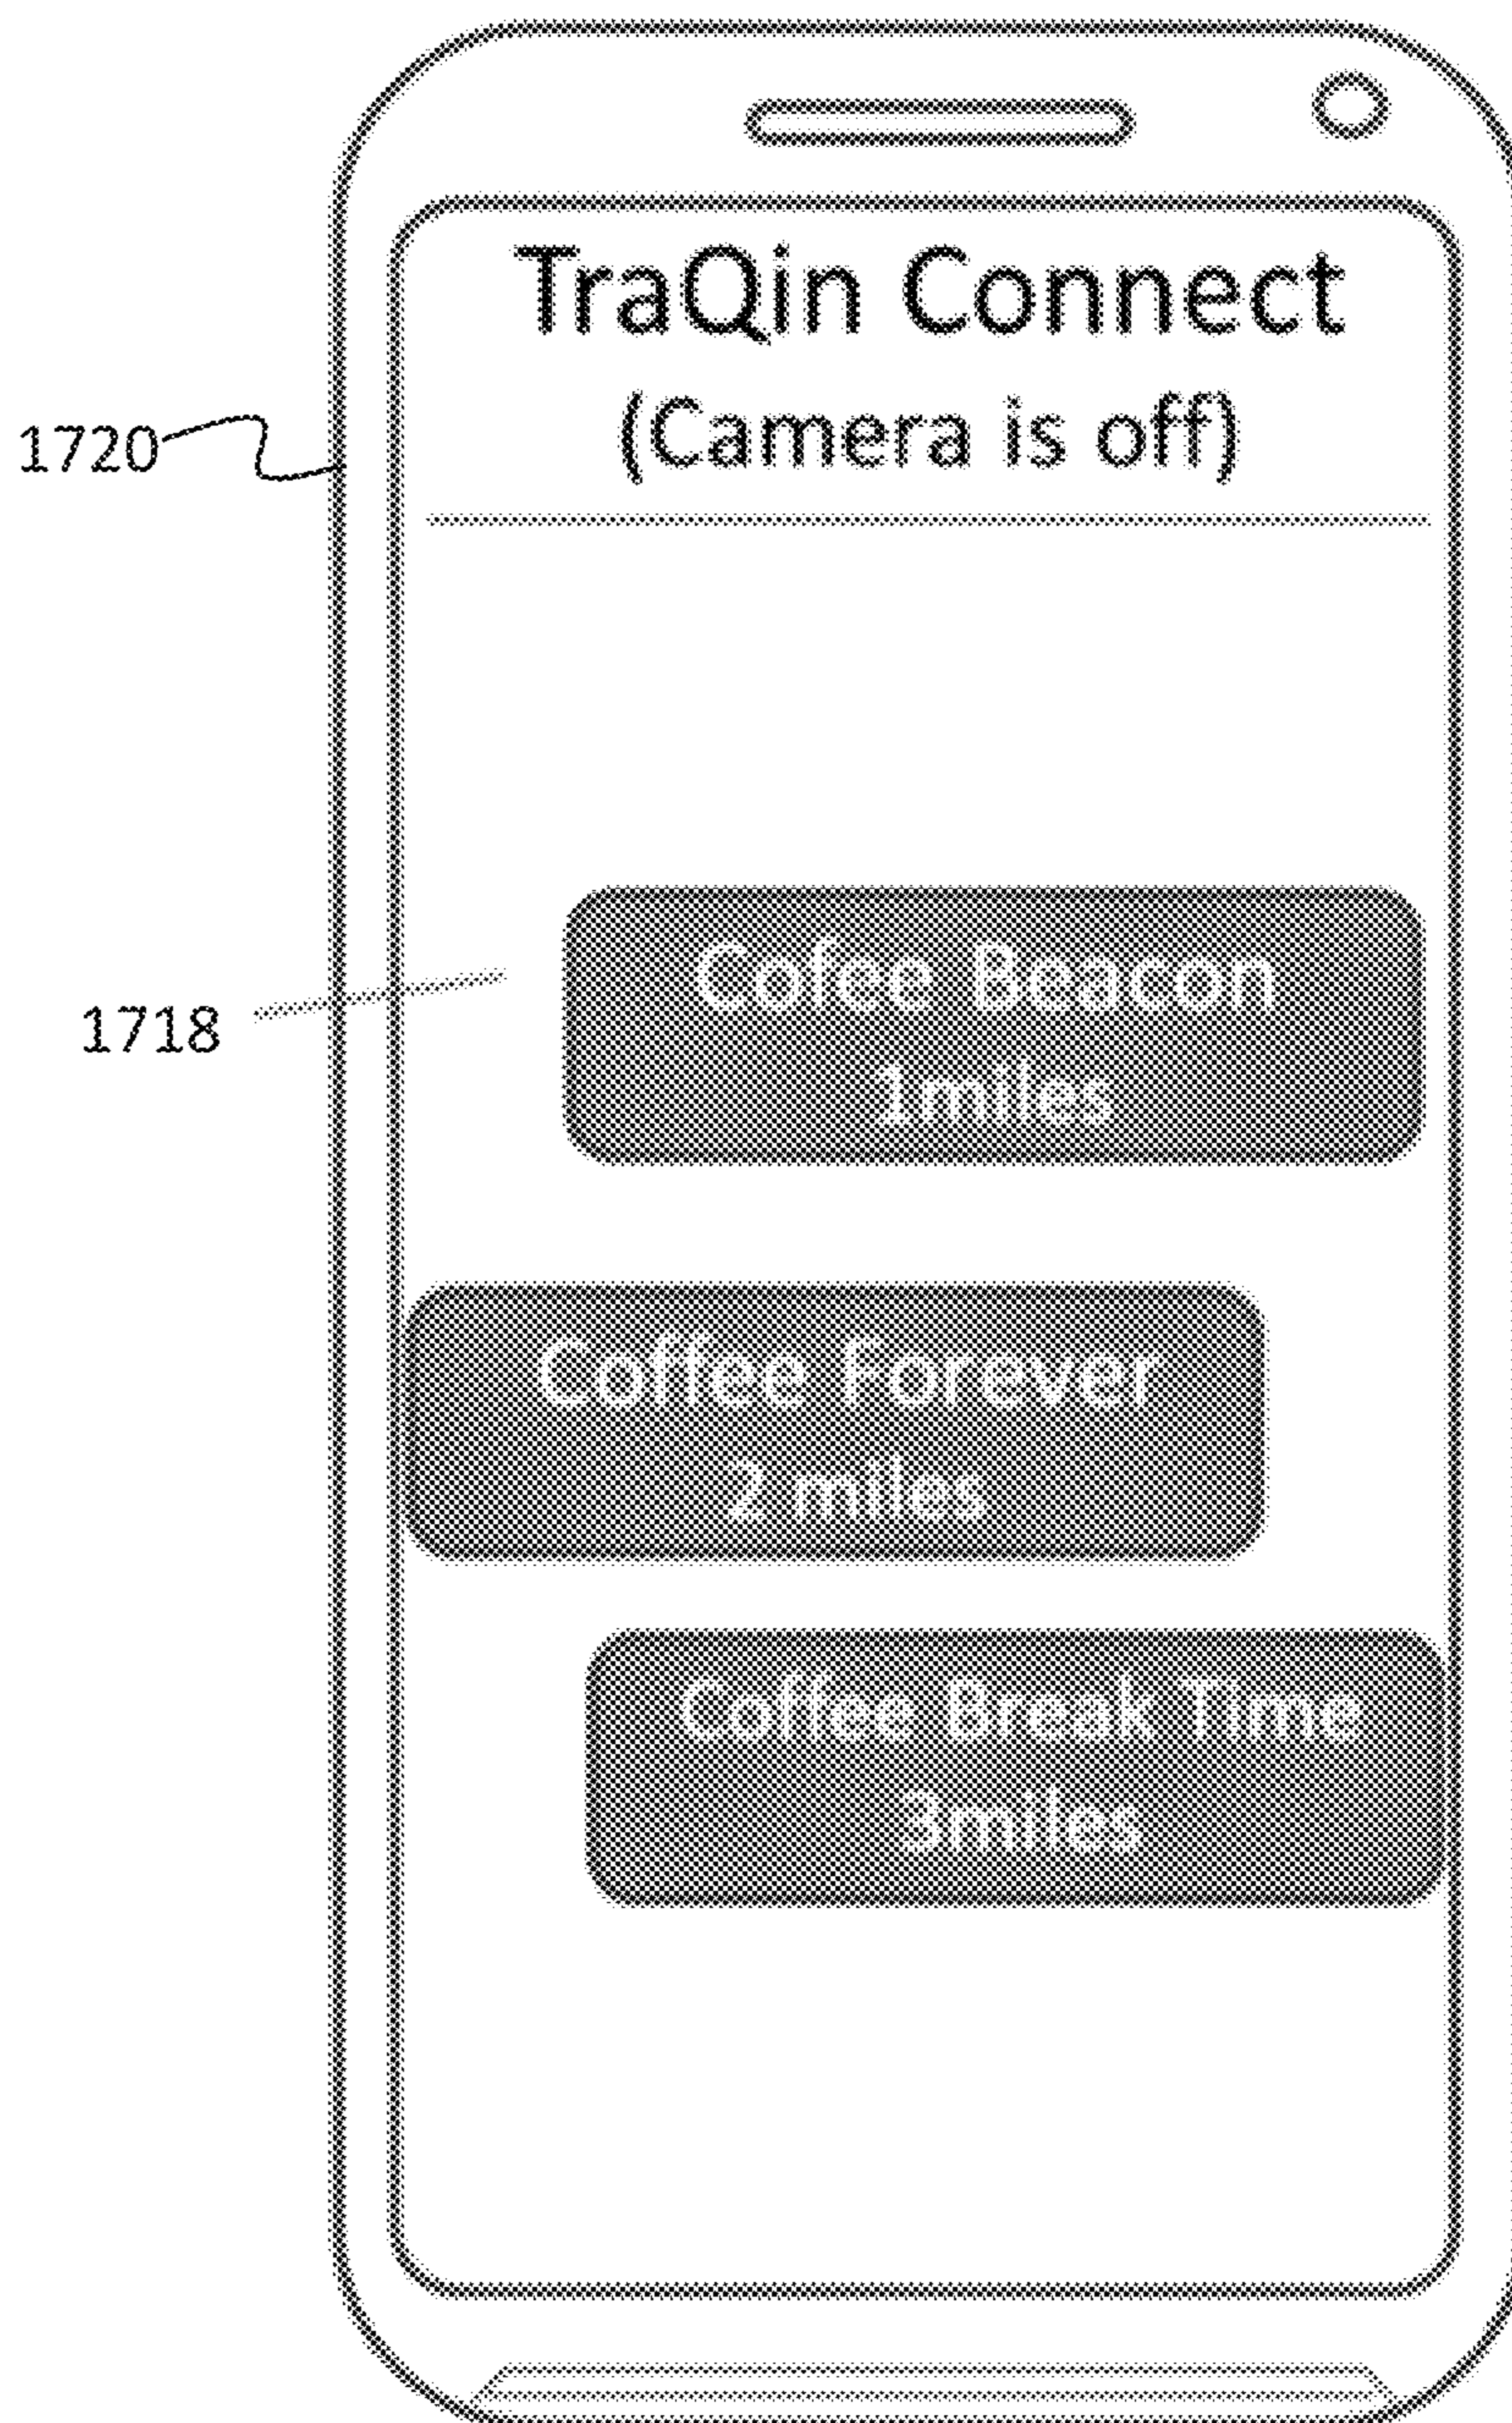 TraQin Connect
(Camera is off)
1720
Cofee Beacon
1miles
1718
Coffee Forever
2 miles
Coffee Break Time
3miles